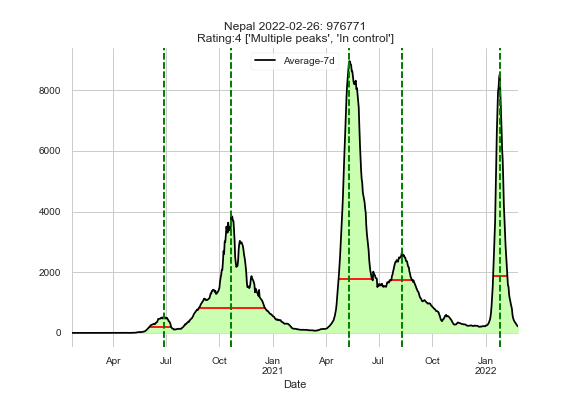 Nepal 2022-02-26: 976771
Rating:4 ['Multiple peaks', 'In control']
Average-7d
8000
6000
4000
2000
0
Apr Jul Oct Jan Apr Jul Oct Jan
2021 2022
Date